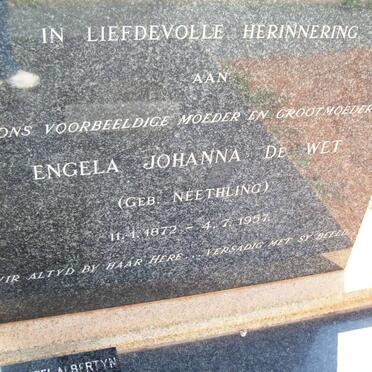 IN LIEFDEVOLLE HERINNERING
AAN
ONS VOORBEELDIGE MOEDER EN GROOTMOEDER
ENGELA JOHANNA DE WET
(GEB. NEETHLING)
11.1.1872 - 4.7.1957.
VIR ALTYD BY HAAR HERE... VERSADIG MET SY BEELD
ALBERTYN